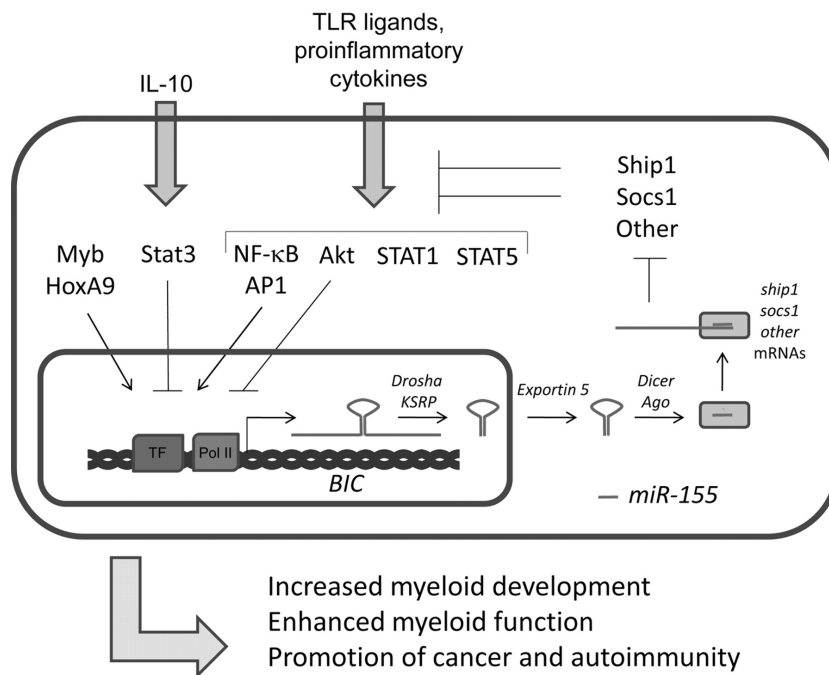 TLR ligands,
proinflammatory
cytokines
IL-10
Ship1
Socs1
Other
Myb
HoxA9
Stat3
NF-κB
AP1
Akt
STAT1
STAT5
ship1
socs1
other
mRNAs
Drosha
KSRP
Exportin 5
Dicer
Ago
TF
Pol II
BIC
miR-155
Increased myeloid development
Enhanced myeloid function
Promotion of cancer and autoimmunity